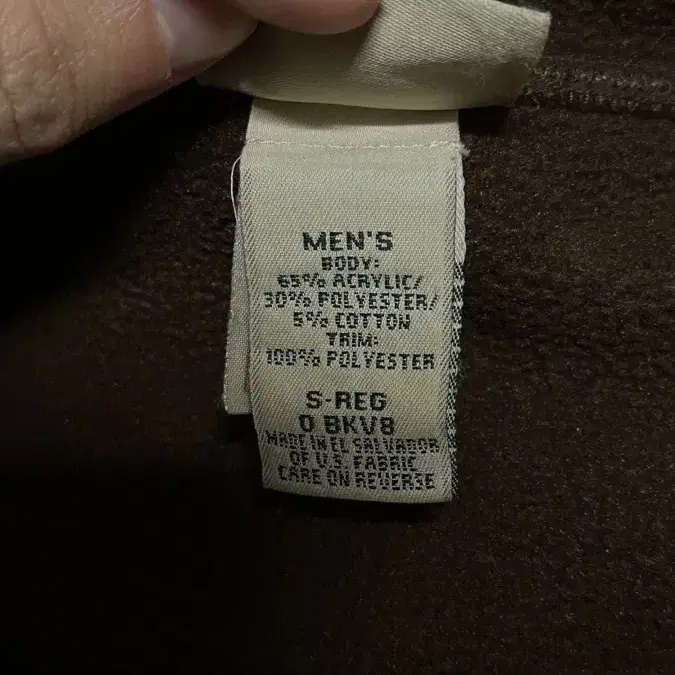 MEN'S
BODY:
65% ACRYLIC/
30% POLYESTER/
5% COTTON
TRIM:
100% POLYESTER
S-REG
0 BKV8
MADE IN EL SALVADOR
OF U.S. FABRIC
CARE ON REVERSE